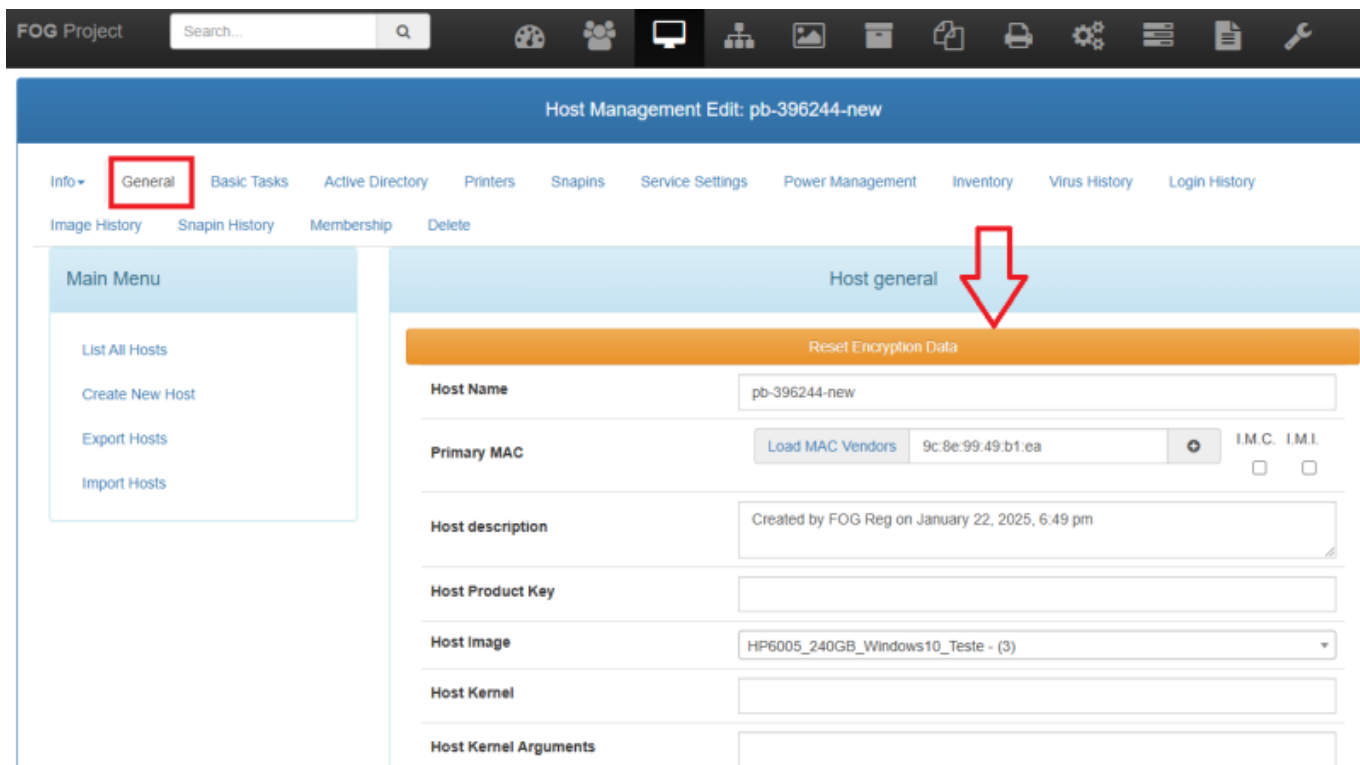 FOG Project Search...
Host Management Edit: pb-396244-new
Info General Basic Tasks Active Directory Printers Snapins Service Settings Power Management Inventory Virus History Login History
Image History Snapin History Membership Delete
Main Menu
List All Hosts
Create New Host
Export Hosts
Import Hosts
Host general
Reset Encryption Data
Host Name pb-396244-new
Primary MAC Load MAC Vendors 9c:8e:99:49:b1:ea I.M.C. I.M.I.
Host description Created by FOG Reg on January 22, 2025, 6:49 pm
Host Product Key
Host Image HP6005_240GB_Windows10_Teste - (3)
Host Kernel
Host Kernel Arguments